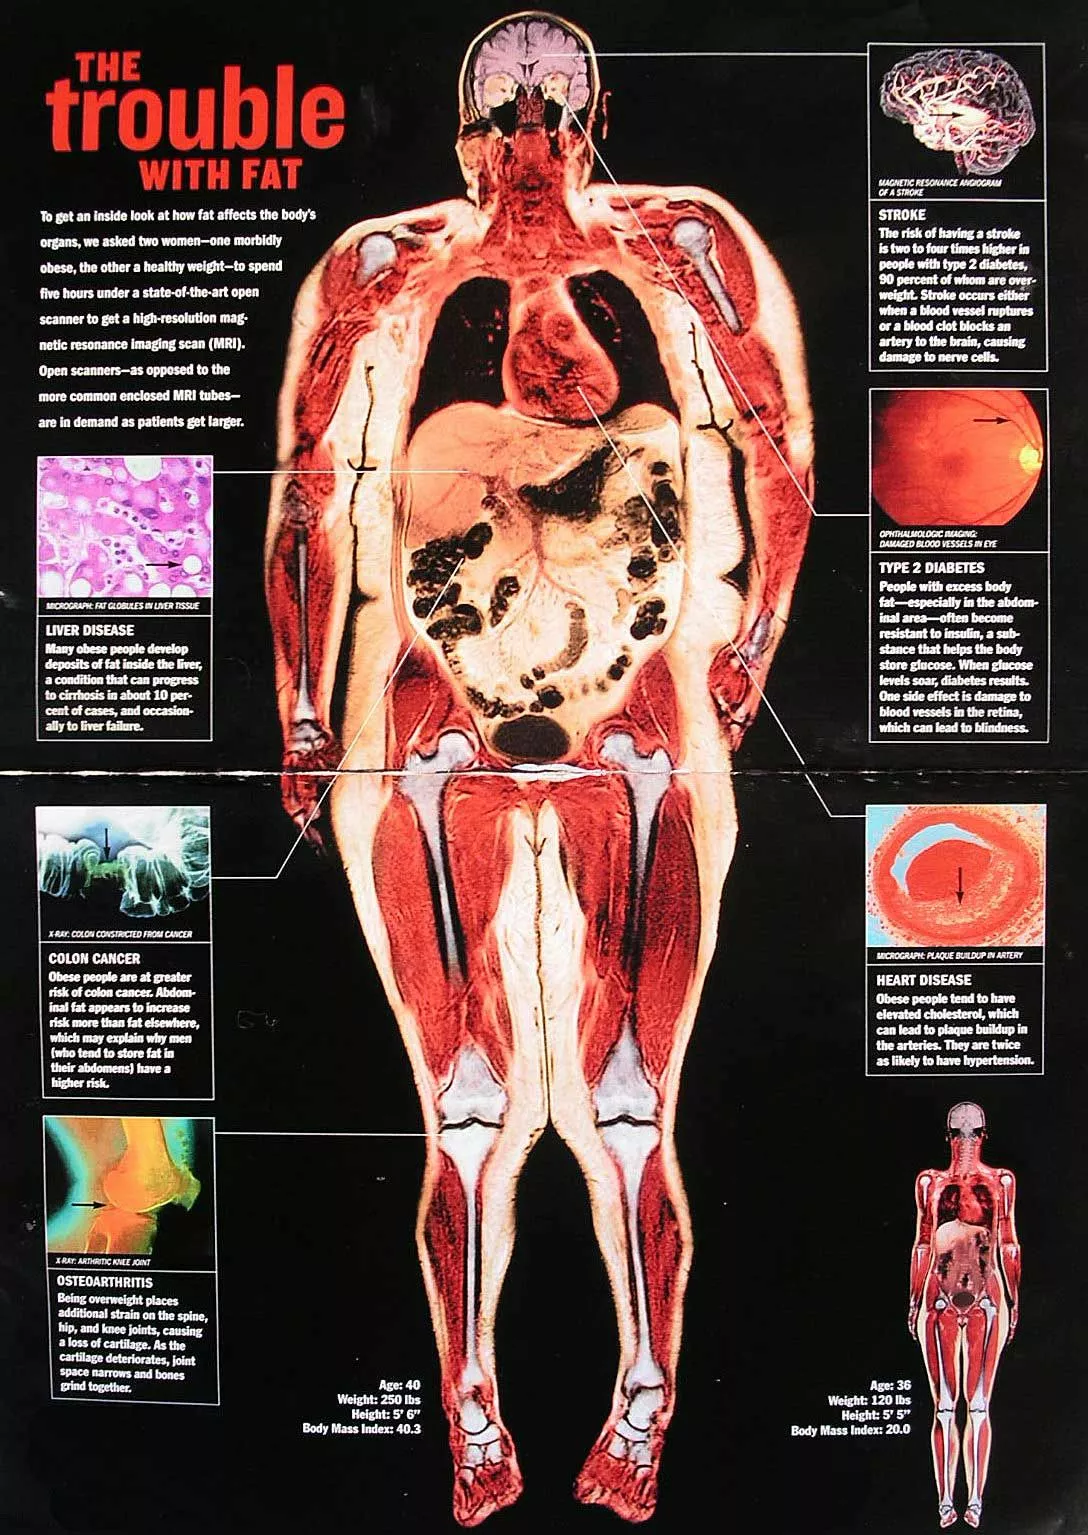 THE
trouble
WITH FAT
To get an inside look at how fat affects the body's
organs, we asked two women—one morbidly
obese, the other a healthy weight—to spend
five hours under a state-of-the-art open
scanner to get a high-resolution mag-
netic resonance imaging scan (MRI).
Open scanners—as opposed to the
more common enclosed MRI tubes—
are in demand as patients get larger.
MICROGRAPH: FAT GLOBULES IN LIVER TISSUE
LIVER DISEASE
Many obese people develop
deposits of fat inside the liver,
a condition that can progress
to cirrhosis in about 10 per-
cent of cases, and occasion-
ally to liver failure.
X-RAY: COLON CONSTRICTED FROM CANCER
COLON CANCER
Obese people are at greater
risk of colon cancer. Abdom-
inal fat appears to increase
risk more than fat elsewhere,
which may explain why men
(who tend to store fat in
their abdomens) have a
higher risk.
X-RAY: ARTHRITIC KNEE JOINT
OSTEOARTHRITIS
Being overweight places
additional strain on the spine,
hip, and knee joints, causing
a loss of cartilage. As the
cartilage deteriorates, joint
space narrows and bones
grind together.
MAGNETIC RESONANCE ANGIOGRAM
OF A STROKE
STROKE
The risk of having a stroke
is two to four times higher in
people with type 2 diabetes,
90 percent of whom are over-
weight. Stroke occurs either
when a blood vessel ruptures
or a blood clot blocks an
artery to the brain, causing
damage to nerve cells.
OPHTHALMOLOGIC IMAGING:
DAMAGED BLOOD VESSELS IN EYE
TYPE 2 DIABETES
People with excess body
fat—especially in the abdom-
inal area—often become
resistant to insulin, a sub-
stance that helps the body
store glucose. When glucose
levels soar, diabetes results.
One side effect is damage to
blood vessels in the retina,
which can lead to blindness.
MICROGRAPH: PLAQUE BUILDUP IN ARTERY
HEART DISEASE
Obese people tend to have
elevated cholesterol, which
can lead to plaque buildup in
the arteries. They are twice
as likely to have hypertension.
Age: 40
Weight: 250 lbs
Height: 5' 6"
Body Mass Index: 40.3
Age: 36
Weight: 120 lbs
Height: 5' 5"
Body Mass Index: 20.0